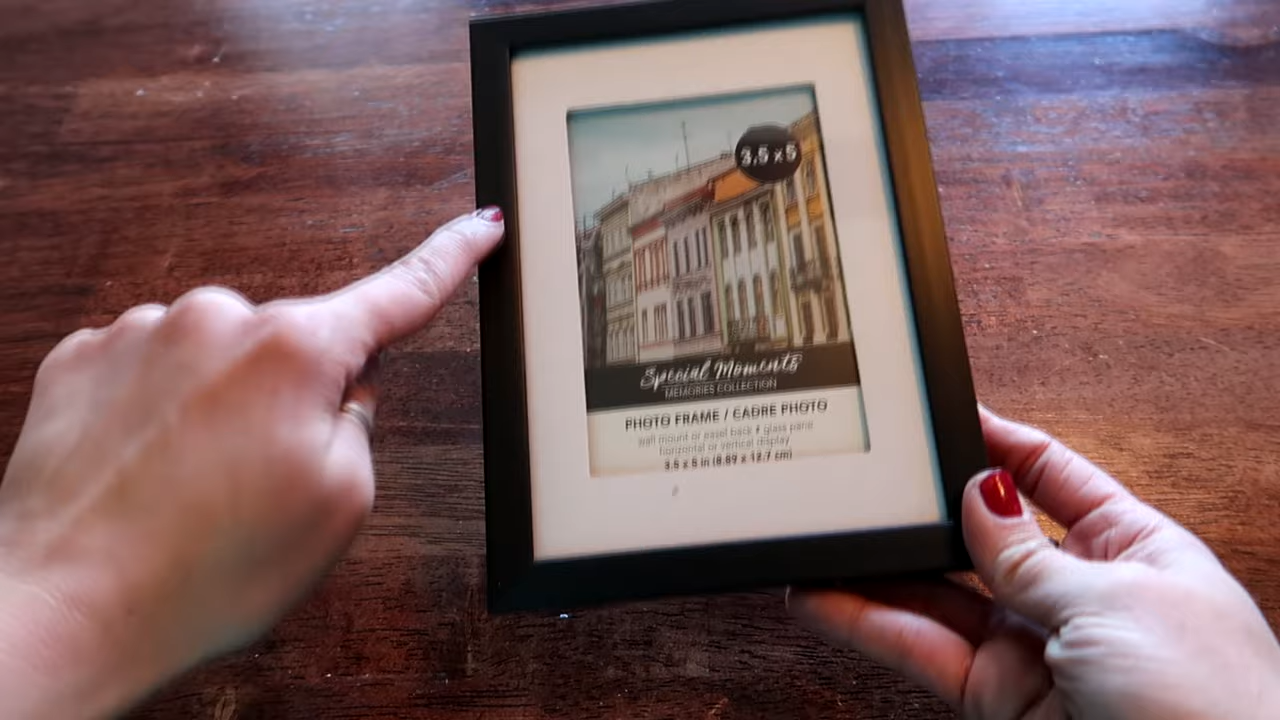 3.5 x 5
Special Moments
MEMORIES COLLECTION
PHOTO FRAME / CADRE PHOTO
wall mount or easel back • glass panel
horizontal or vertical display
3.5 x 5 in (8.89 x 12.7 cm)